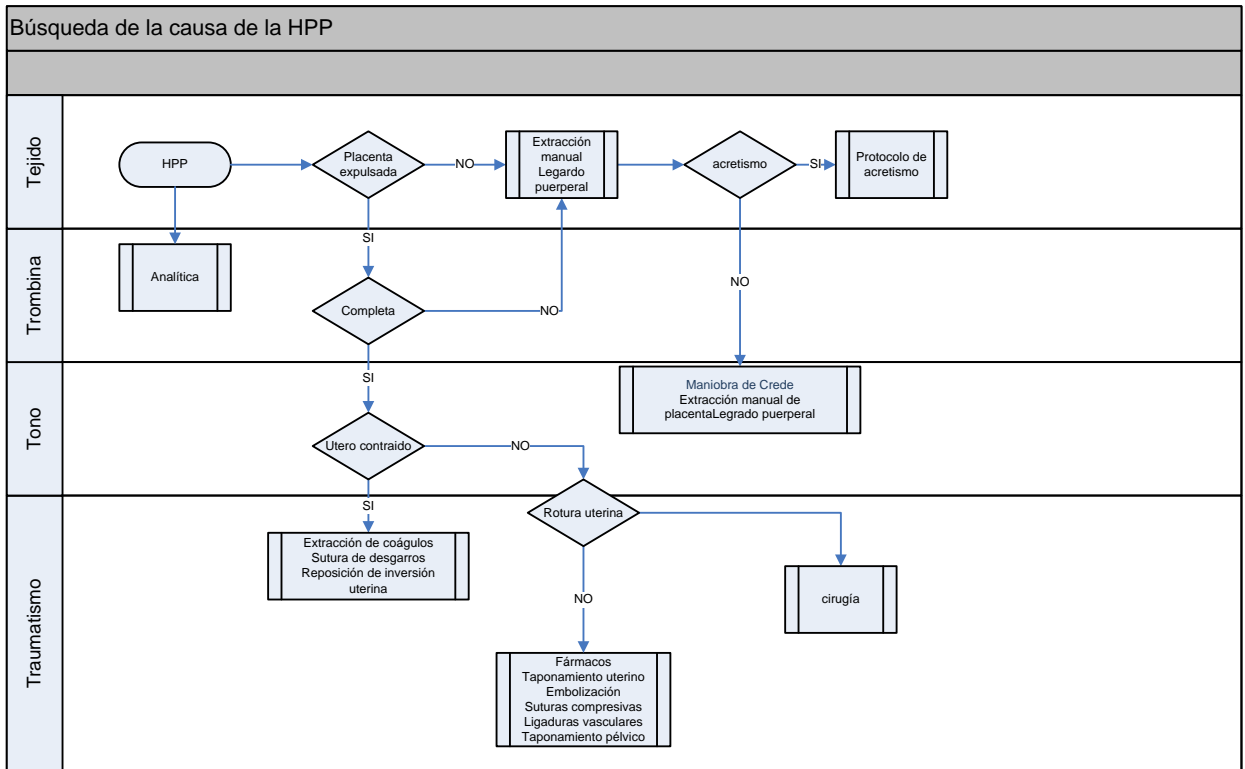 Búsqueda de la causa de la HPP
Tejido
HPP
Placenta
expulsada
NO
Extracción
manual
Legardo
puerperal
acretismo
SI
Protocolo de
acretismo
SI
Trombina
Analítica
Completa
NO
NO
SI
Tono
Maniobra de Crede
Extracción manual de
placentaLegrado puerperal
Utero contraido
NO
SI
Traumatismo
Rotura uterina
Extracción de coágulos
Sutura de desgarros
Reposición de inversión
uterina
NO
cirugía
Fármacos
Taponamiento uterino
Embolización
Suturas compresivas
Ligaduras vasculares
Taponamiento pélvico